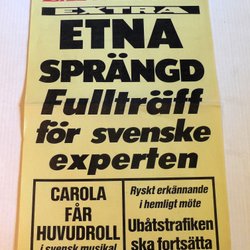 EXTRA
ETNA
SPRÄNGD
Fullträff
för svenske
experten
CAROLA
FÅR
HUVUDROLL
i svensk musikal
Ryskt erkännande
i hemligt möte
Ubåtstrafiken
ska fortsätta